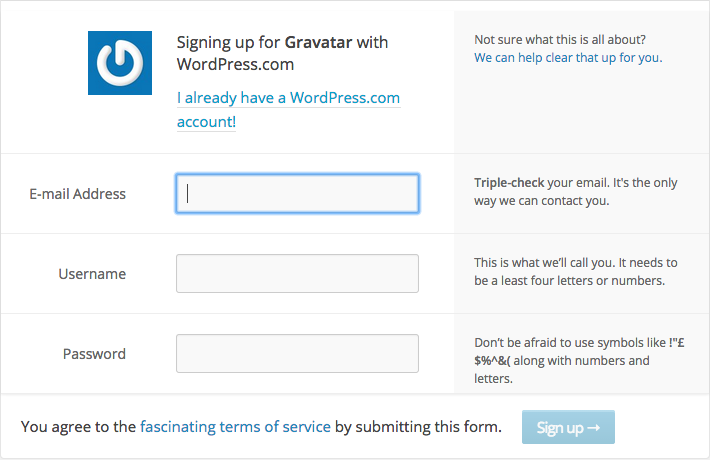 Signing up for Gravatar with
WordPress.com
I already have a WordPress.com
account!
Not sure what this is all about?
We can help clear that up for you.
E-mail Address
Triple-check your email. It's the only
way we can contact you.
Username
This is what we’ll call you. It needs to
be a least four letters or numbers.
Password
Don’t be afraid to use symbols like !"£
$%^&( along with numbers and
letters.
You agree to the fascinating terms of service by submitting this form.
Sign up →